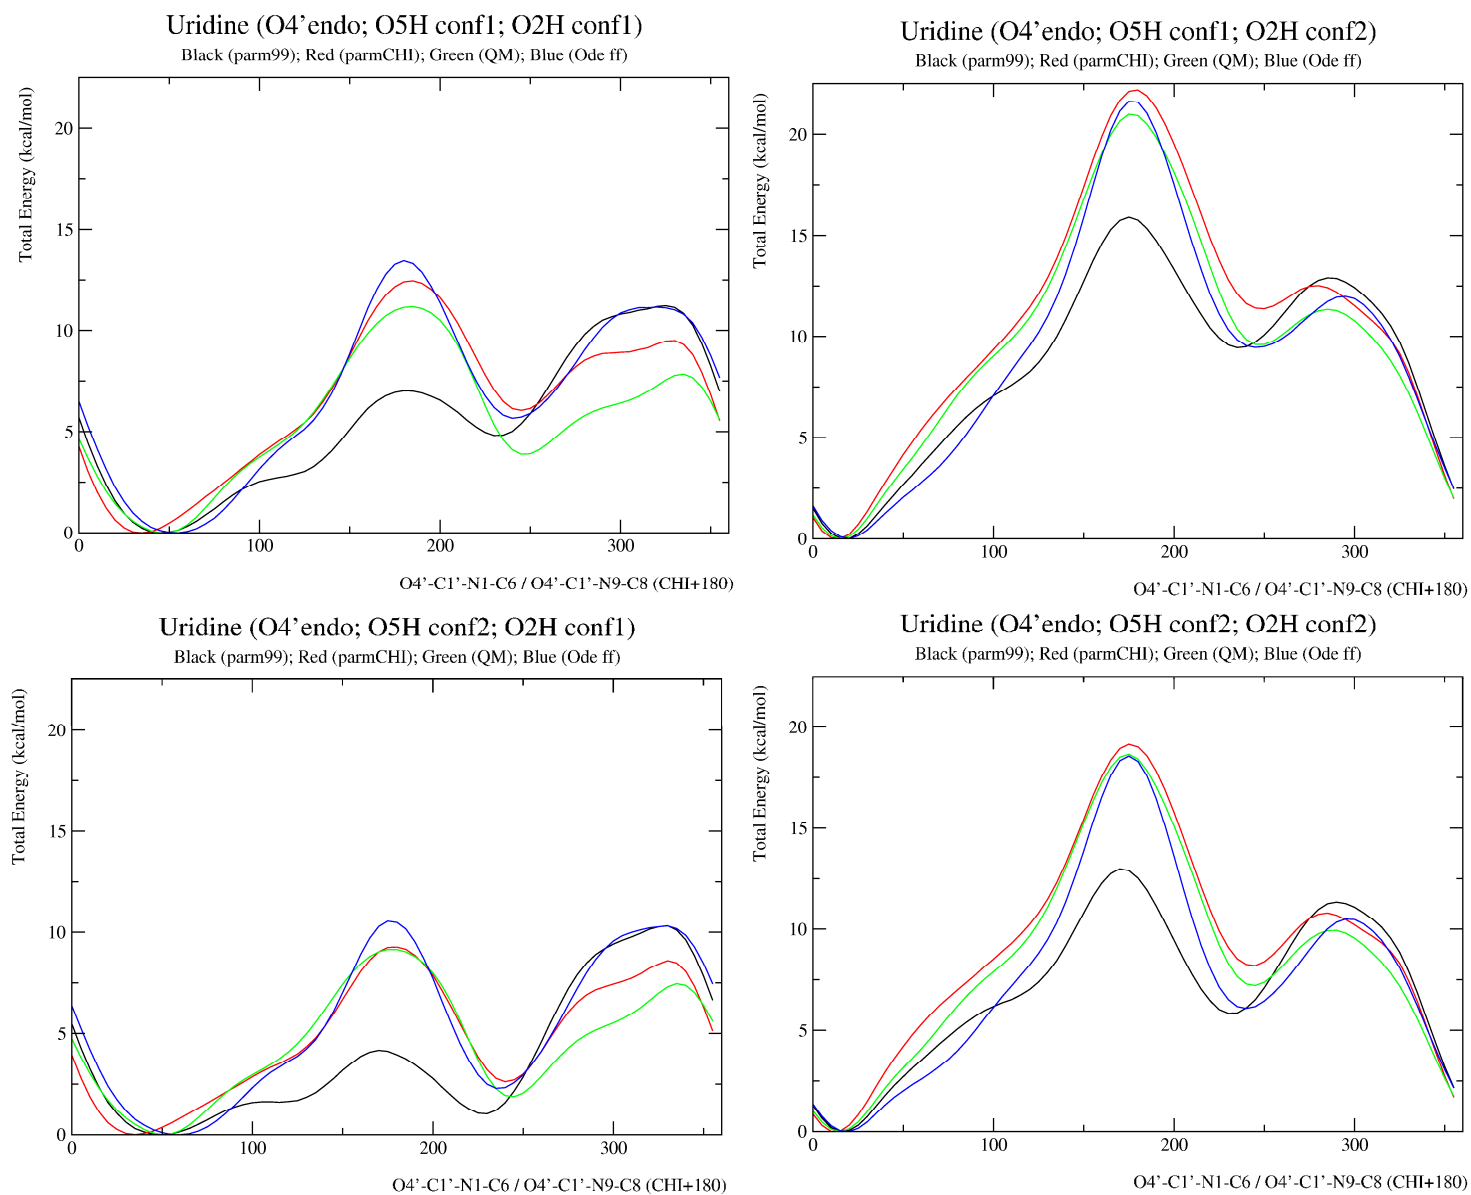 Uridine (O4'endo; O5H conf1; O2H conf1)
Black (parm99); Red (parmCHI); Green (QM); Blue (Ode ff)
Total Energy (kcal/mol)
20
15
10
5
0
0
100
200
300
O4'-C1'-N1-C6 / O4'-C1'-N9-C8 (CHI+180)
Uridine (O4'endo; O5H conf1; O2H conf2)
Black (parm99); Red (parmCHI); Green (QM); Blue (Ode ff)
Total Energy (kcal/mol)
20
15
10
5
0
0
100
200
300
O4'-C1'-N1-C6 / O4'-C1'-N9-C8 (CHI+180)
Uridine (O4'endo; O5H conf2; O2H conf1)
Black (parm99); Red (parmCHI); Green (QM); Blue (Ode ff)
Total Energy (kcal/mol)
20
15
10
5
0
0
100
200
300
O4'-C1'-N1-C6 / O4'-C1'-N9-C8 (CHI+180)
Uridine (O4'endo; O5H conf2; O2H conf2)
Black (parm99); Red (parmCHI); Green (QM); Blue (Ode ff)
Total Energy (kcal/mol)
20
15
10
5
0
0
100
200
300
O4'-C1'-N1-C6 / O4'-C1'-N9-C8 (CHI+180)